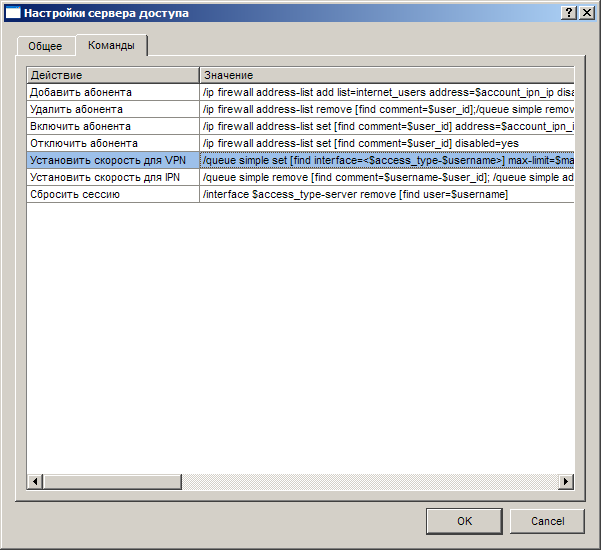 Настройки сервера доступа
Общее Команды
Действие Значение
Добавить абонента /ip firewall address-list add list=internet_users address=$account_ipn_ip disa
Удалить абонента /ip firewall address-list remove [find comment=$user_id];/queue simple remov
Включить абонента /ip firewall address-list set [find comment=$user_id] address=$account_ipn_i
Отключить абонента /ip firewall address-list set [find comment=$user_id] disabled=yes
Установить скорость для VPN /queue simple set [find interface=<$access_type-$username>] max-limit=$ma
Установить скорость для IPN /queue simple remove [find comment=$username-$user_id]; /queue simple ad
Сбросить сессию /interface $access_type-server remove [find user=$username]
OK Cancel